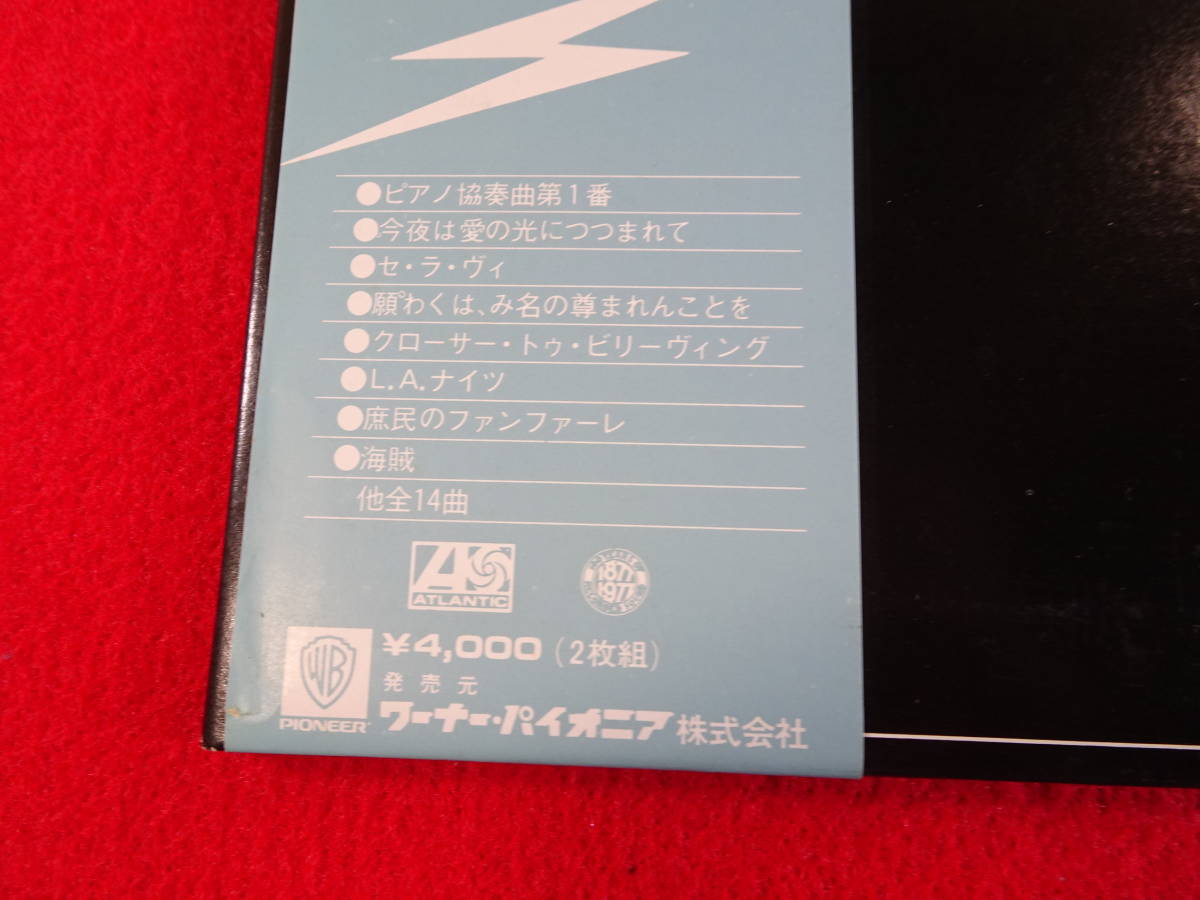 ●ピアノ協奏曲第1番
●今夜は愛の光につつまれて
●セ・ラ・ヴィ
●願わくは、み名の尊まれんことを
●クローサー・トゥ・ビリーヴィング
●L.A.ナイツ
●庶民のファンファーレ
●海賊
他全14曲
ATLANTIC
1877
1977
WB
PIONEER
¥4,000(2枚組)
発売元
ワーナー・パイオニア株式会社